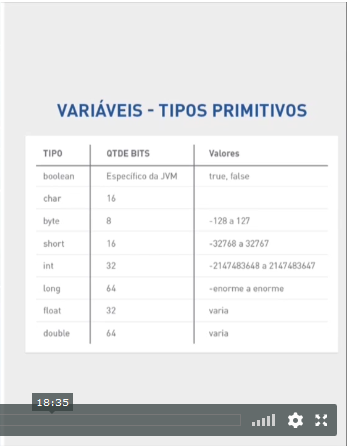 VARIÁVEIS - TIPOS PRIMITIVOS
TIPO QTDE BITS Valores
boolean Específico da JVM true, false
char 16
byte 8 -128 a 127
short 16 -32768 a 32767
int 32 -2147483648 a 2147483647
long 64 -enorme a enorme
float 32 varia
double 64 varia
18:35